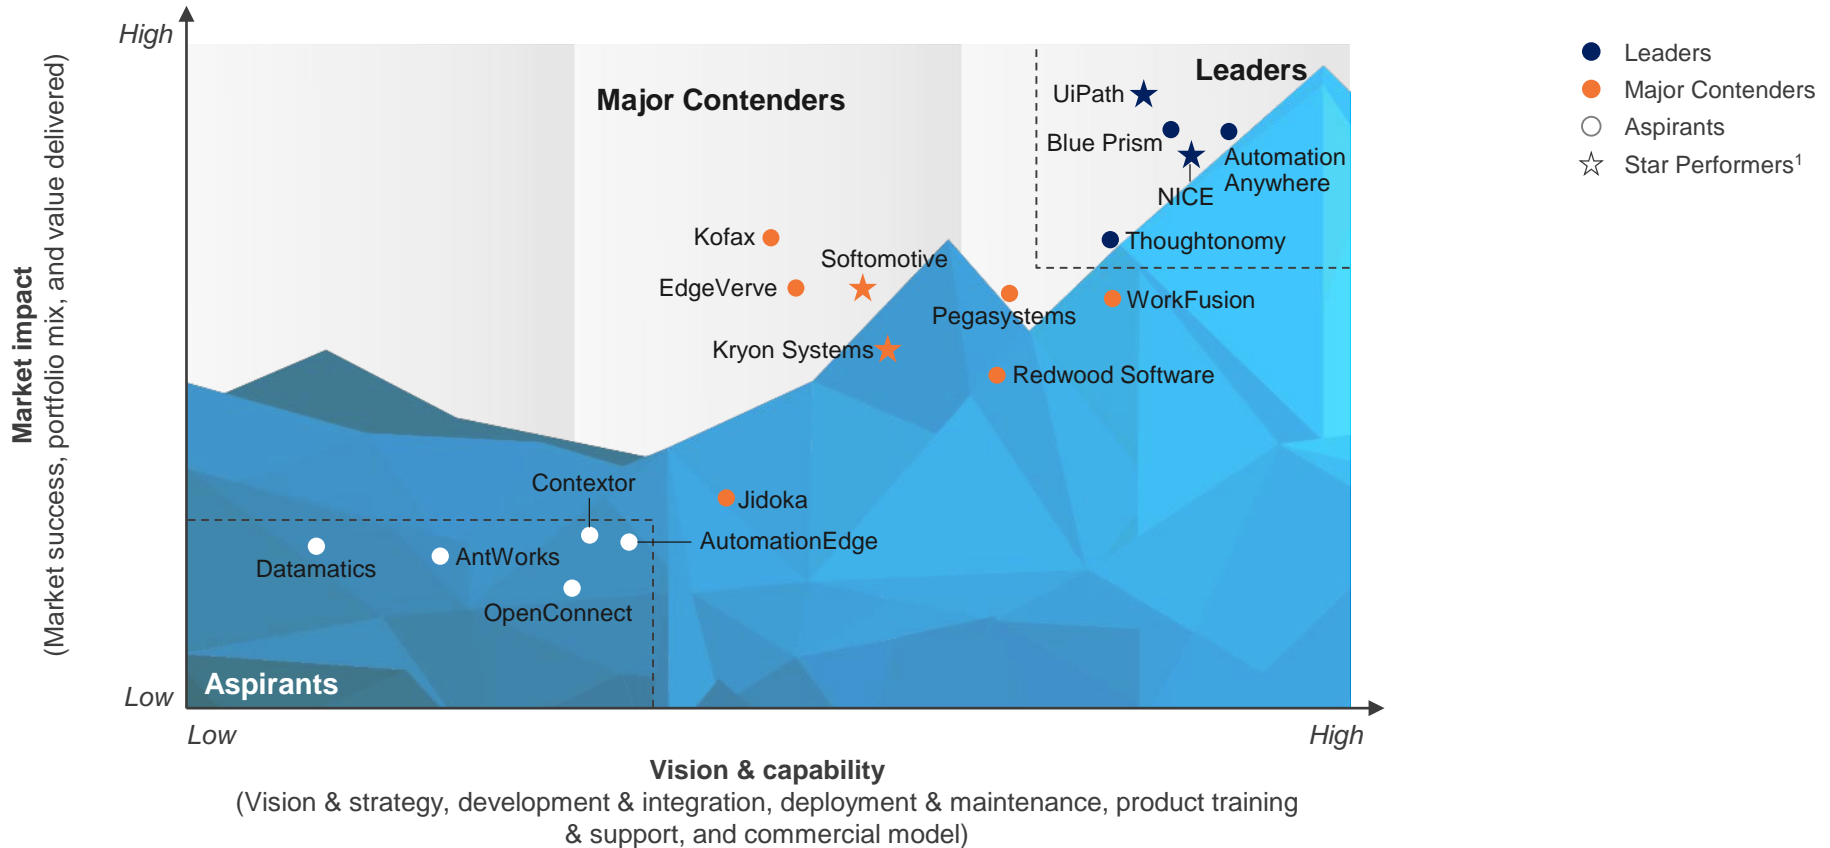 High
Market impact
(Market success, portfolio mix, and value delivered)
Low
Low
High
Vision & capability
(Vision & strategy, development & integration, deployment & maintenance, product training
& support, and commercial model)
Major Contenders
Leaders
UiPath
Blue Prism
Automation
Anywhere
NICE
Thoughtonomy
Kofax
Softomotive
EdgeVerve
Pegasystems
WorkFusion
Kryon Systems
Redwood Software
Contextor
Jidoka
AutomationEdge
Datamatics
AntWorks
OpenConnect
Aspirants
Leaders
Major Contenders
Aspirants
Star Performers¹